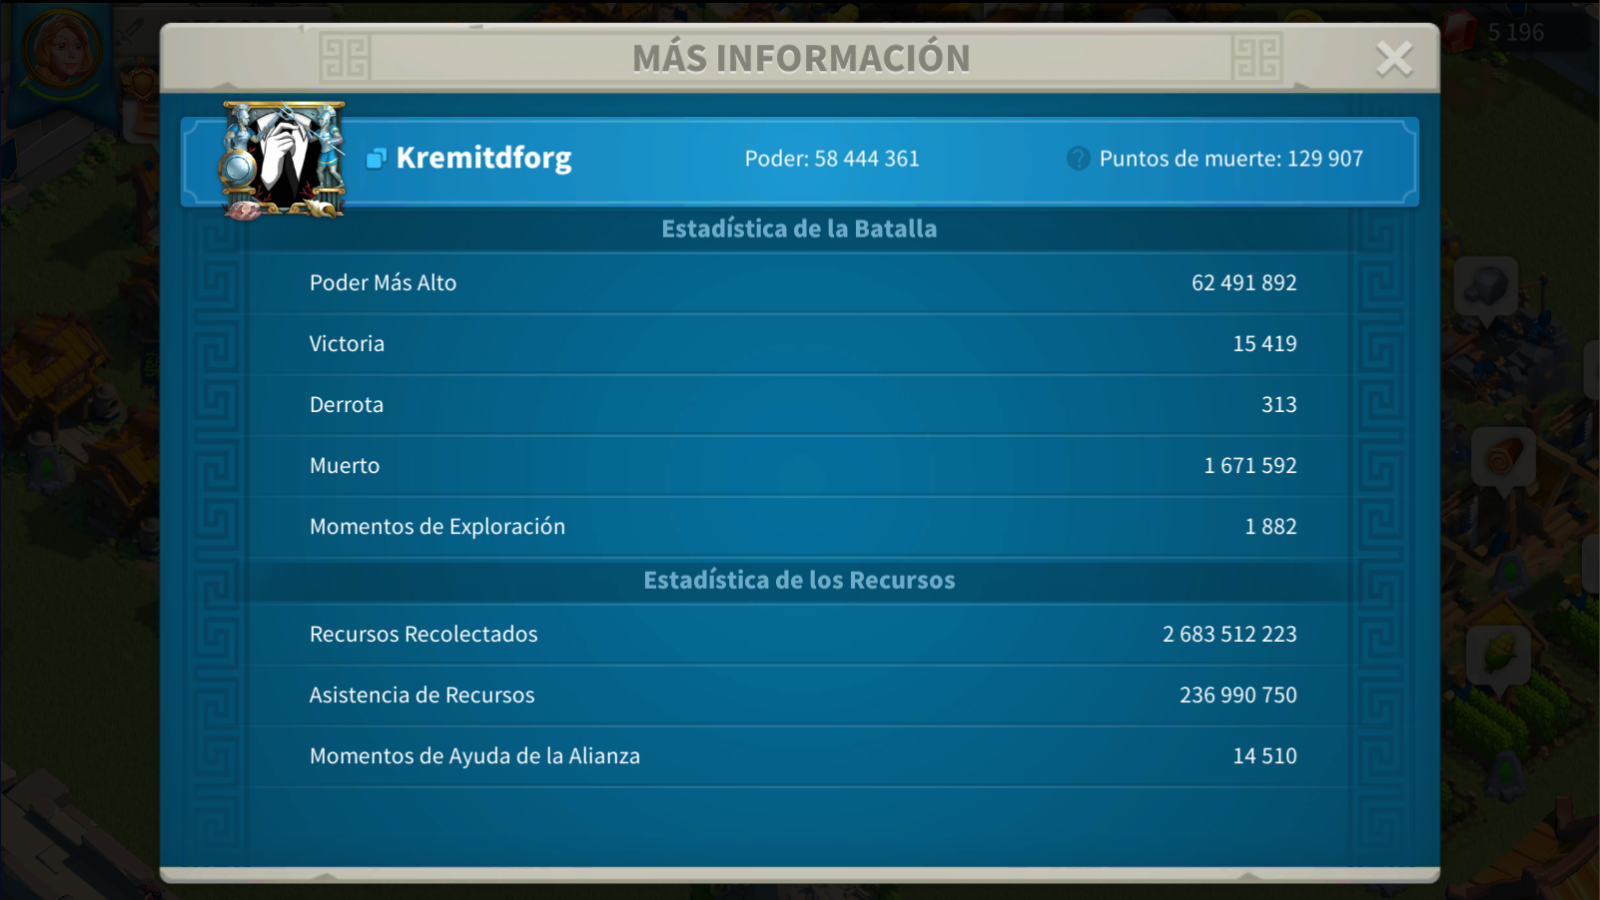 5 196
MÁS INFORMACIÓN
Kremitdforg
Poder: 58 444 361
? Puntos de muerte: 129 907
Estadística de la Batalla
Poder Más Alto 62 491 892
Victoria 15 419
Derrota 313
Muerto 1 671 592
Momentos de Exploración 1 882
Estadística de los Recursos
Recursos Recolectados 2 683 512 223
Asistencia de Recursos 236 990 750
Momentos de Ayuda de la Alianza 14 510